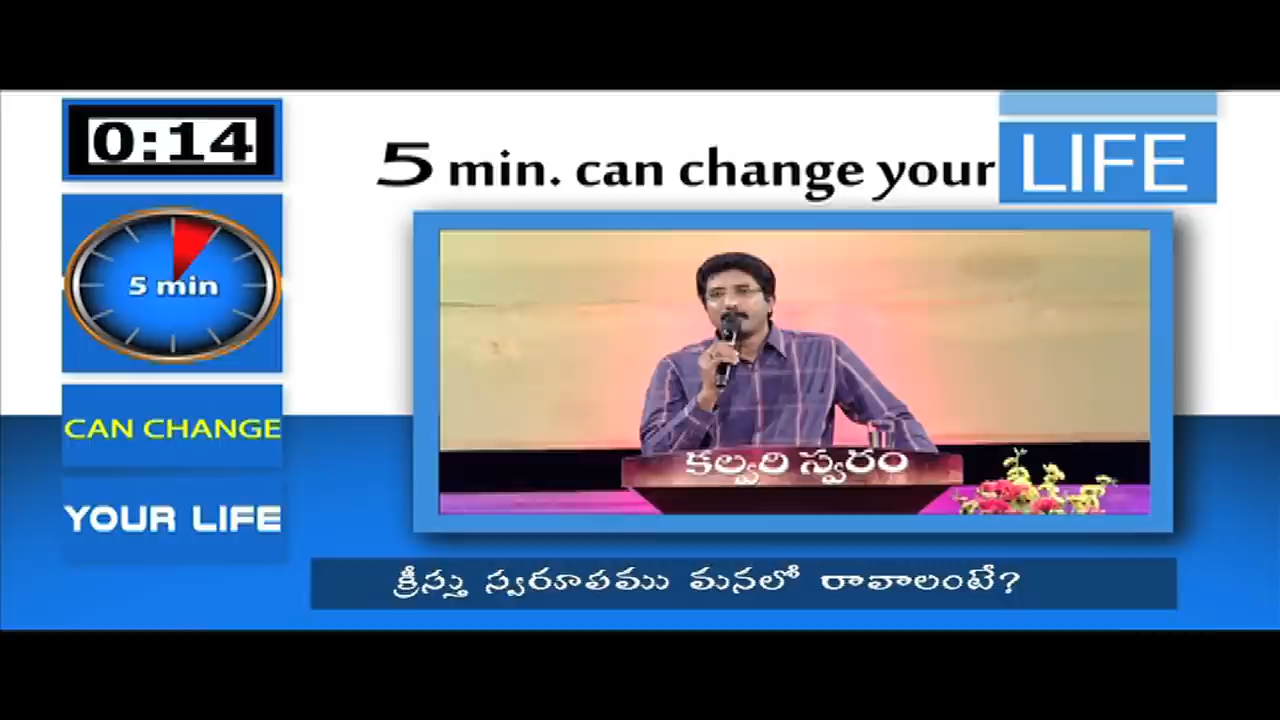 0:14
5 min
CAN CHANGE
YOUR LIFE
5 min. can change your LIFE
కల్వరి స్వరం
క్రీస్తు స్వరూపము మనలో రావాలంటే?